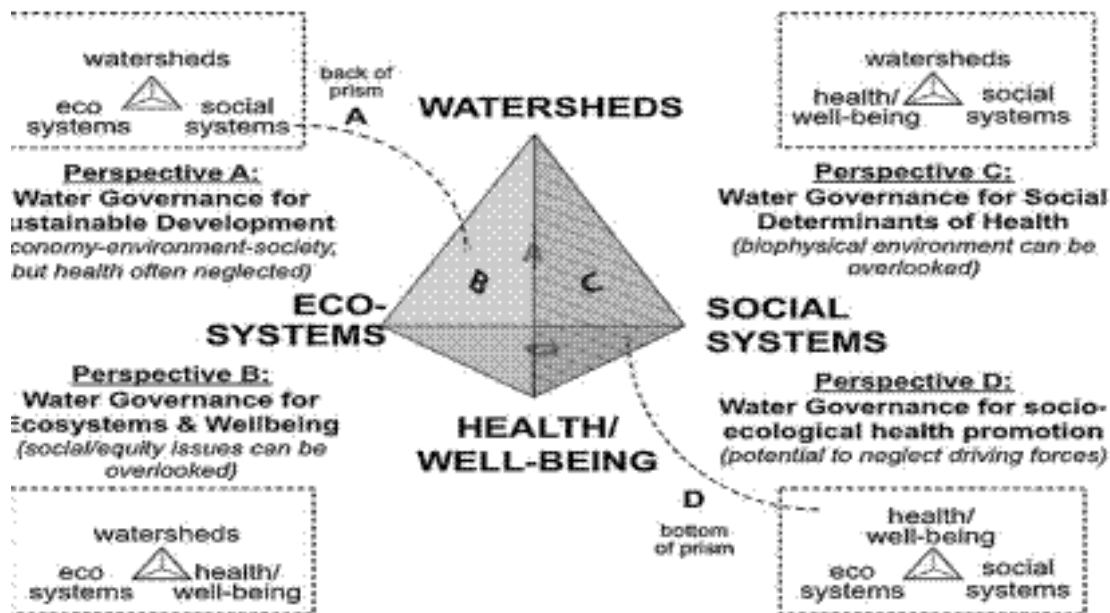 watersheds
eco systems
social systems
back of prism
A
WATERSHEDS
watersheds
health/ well-being
social systems
Perspective A:
Water Governance for
ustainable Development
conomy-environment-society,
but health often neglected)
Perspective C:
Water Governance for Social
Determinants of Health
(biophysical environment can be
overlooked)
A
B
C
D
ECO-
SYSTEMS
SOCIAL
SYSTEMS
HEALTH/
WELL-BEING
Perspective B:
Water Governance for
Ecosystems & Wellbeing
(social/equity issues can be
overlooked)
Perspective D:
Water Governance for socio-
ecological health promotion
(potential to neglect driving forces)
D
bottom
of prism
watersheds
eco systems
health/ well-being
health/
well-being
eco systems
social systems